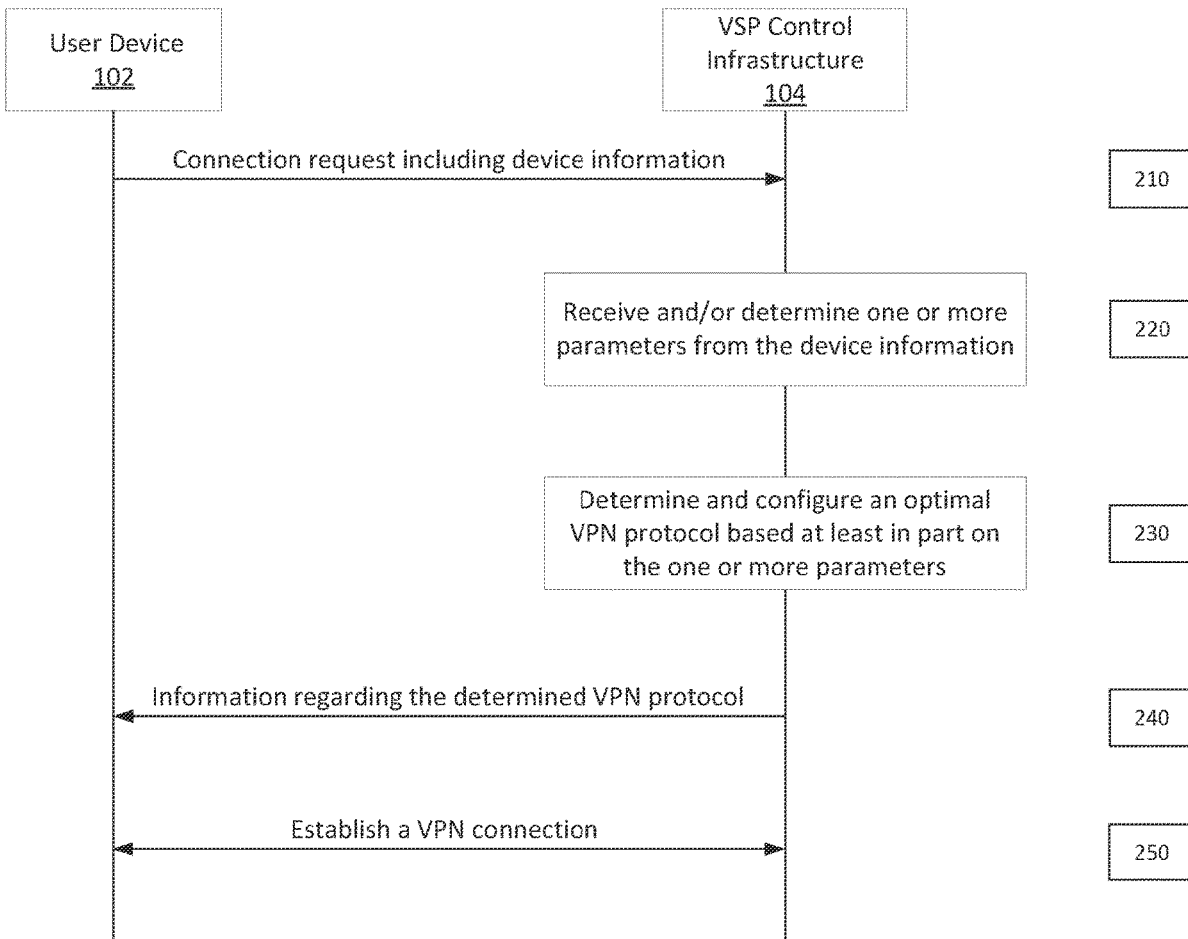 User Device
102
VSP Control
Infrastructure
104
Connection request including device information
210
Receive and/or determine one or more
parameters from the device information
220
Determine and configure an optimal
VPN protocol based at least in part on
the one or more parameters
230
Information regarding the determined VPN protocol
240
Establish a VPN connection
250